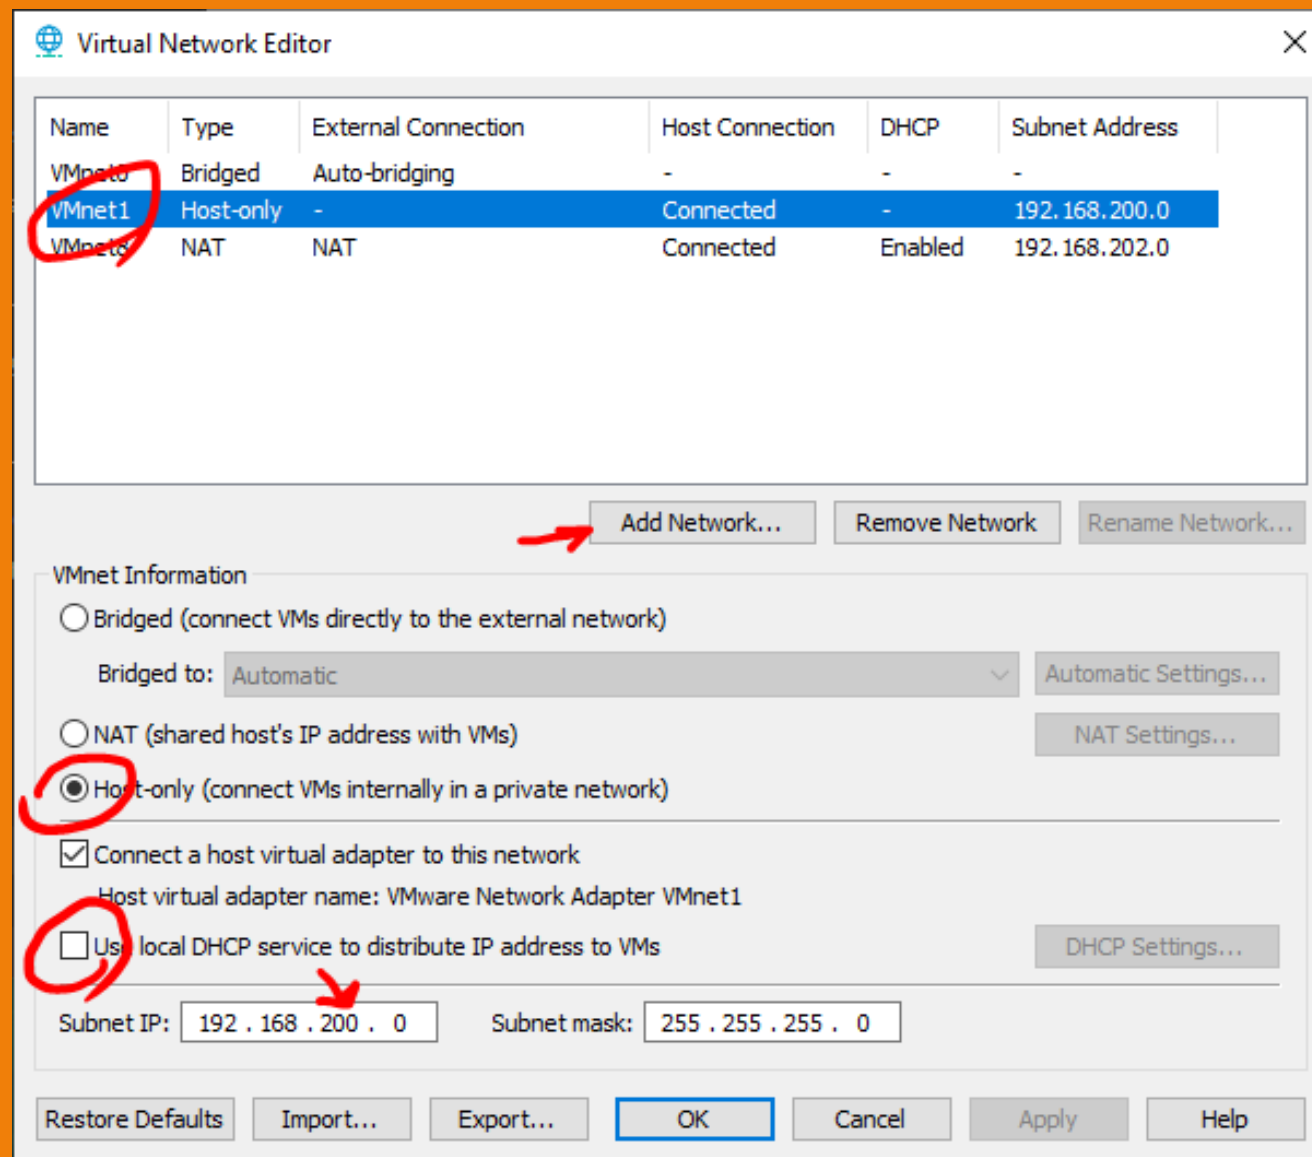 Virtual Network Editor
Name Type External Connection Host Connection DHCP Subnet Address
VMnet0 Bridged Auto-bridging - - -
VMnet1 Host-only - Connected - 192.168.200.0
VMnet8 NAT NAT Connected Enabled 192.168.202.0
Add Network... Remove Network Rename Network...
VMnet Information
Bridged (connect VMs directly to the external network)
Bridged to: Automatic Automatic Settings...
NAT (shared host's IP address with VMs) NAT Settings...
Host-only (connect VMs internally in a private network)
Connect a host virtual adapter to this network
Host virtual adapter name: VMware Network Adapter VMnet1
Use local DHCP service to distribute IP address to VMs DHCP Settings...
Subnet IP: 192 . 168 . 200 . 0 Subnet mask: 255 . 255 . 255 . 0
Restore Defaults Import... Export... OK Cancel Apply Help